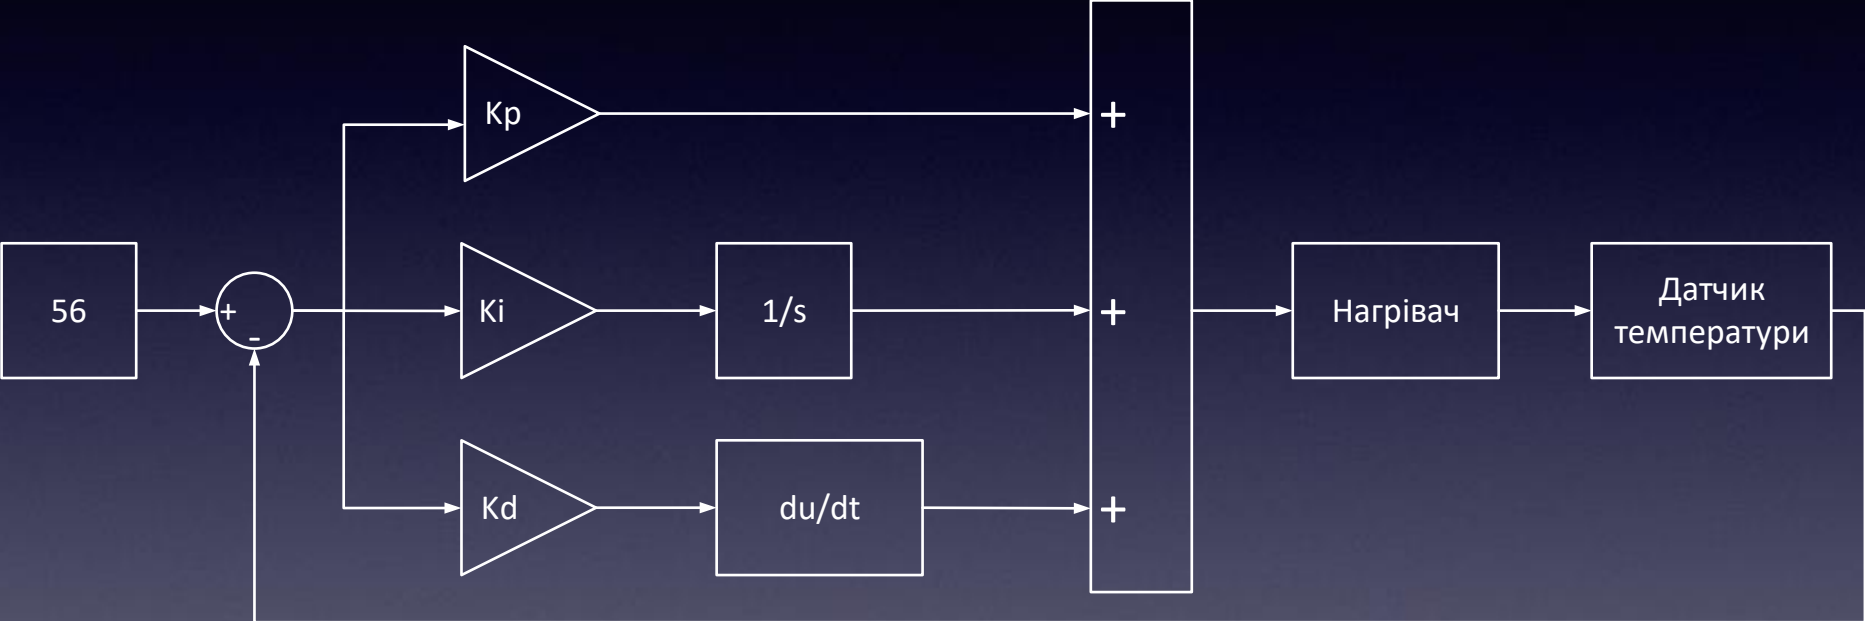 Kp
+
56
+
-
Ki
1/s
+
Нагрівач
Датчик
температури
Kd
du/dt
+